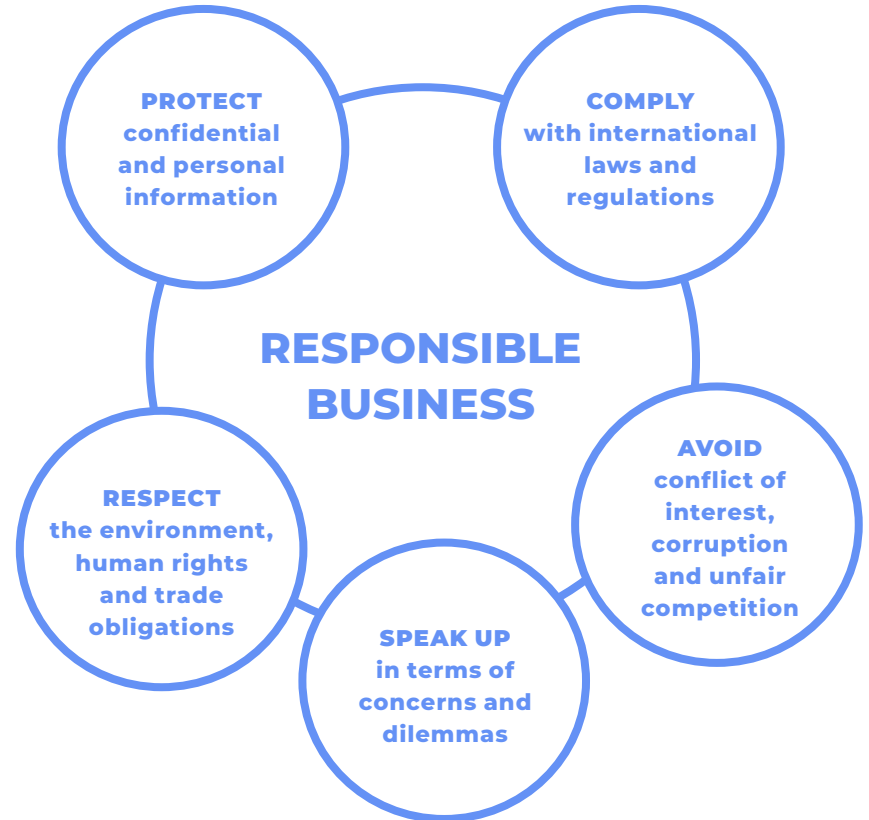 PROTECT
confidential
and personal
information
COMPLY
with international
laws and
regulations
RESPONSIBLE
BUSINESS
AVOID
conflict of
interest,
corruption
and unfair
competition
RESPECT
the environment,
human rights
and trade
obligations
SPEAK UP
in terms of
concerns and
dilemmas